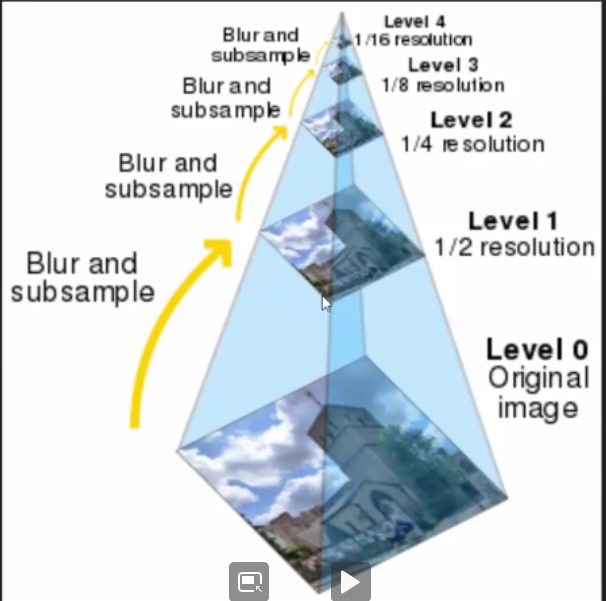 Level 4
1/16 resolution
Blur and
subsample
Level 3
1/8 resolution
Blur and
subsample
Level 2
1/4 resolution
Blur and
subsample
Level 1
1/2 resolution
Blur and
subsample
Level 0
Original
image